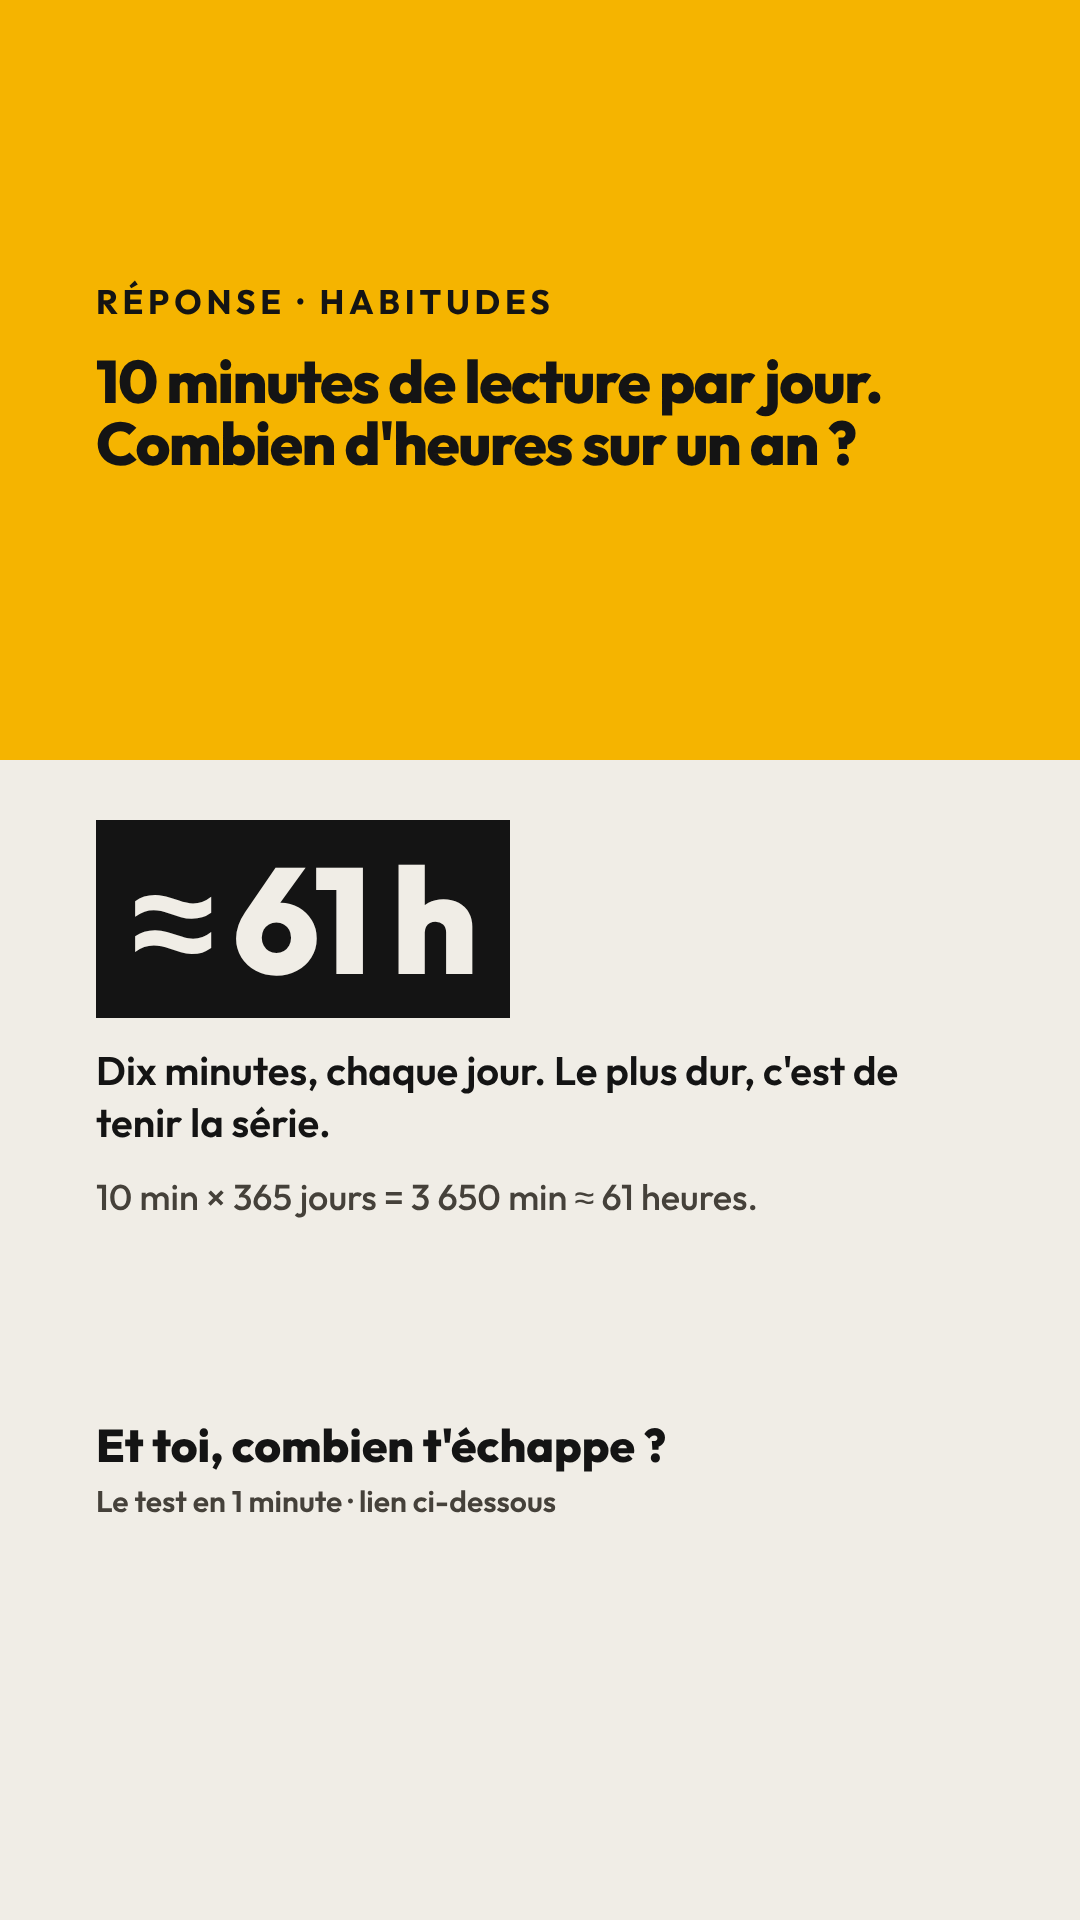 RÉPONSE · HABITUDES
10 minutes de lecture par jour.
Combien d'heures sur un an ?
≈ 61 h
Dix minutes, chaque jour. Le plus dur, c'est de
tenir la série.
10 min × 365 jours = 3 650 min ≈ 61 heures.
Et toi, combien t'échappe ?
Le test en 1 minute · lien ci-dessous